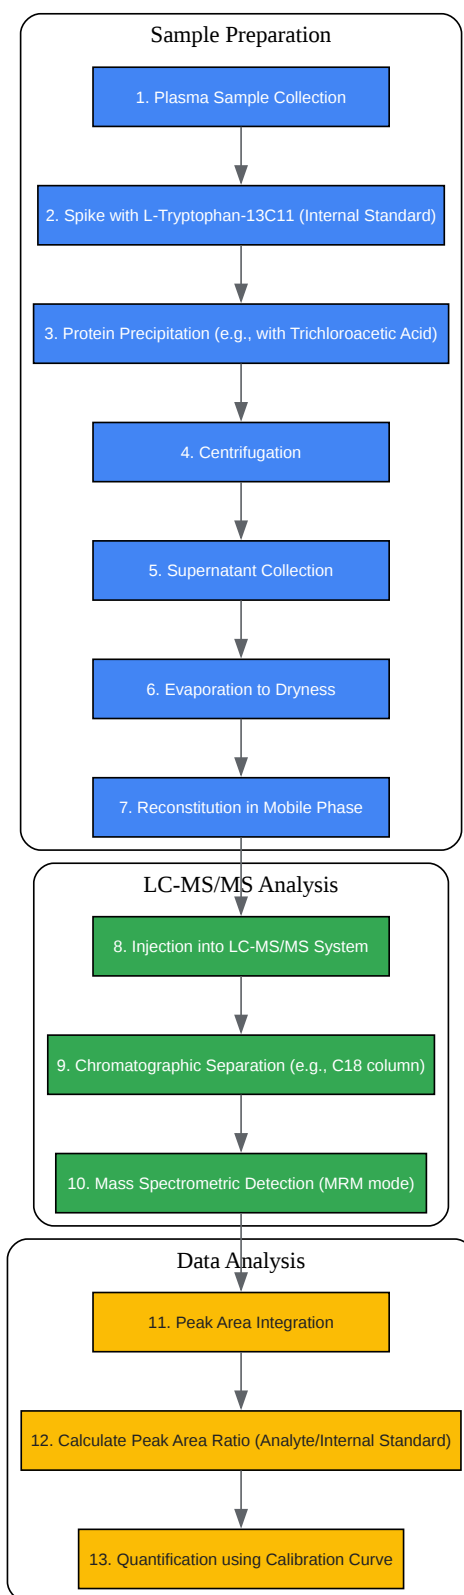 Sample Preparation
1. Plasma Sample Collection
2. Spike with L-Tryptophan-13C11 (Internal Standard)
3. Protein Precipitation (e.g., with Trichloroacetic Acid)
4. Centrifugation
5. Supernatant Collection
6. Evaporation to Dryness
7. Reconstitution in Mobile Phase
LC-MS/MS Analysis
8. Injection into LC-MS/MS System
9. Chromatographic Separation (e.g., C18 column)
10. Mass Spectrometric Detection (MRM mode)
Data Analysis
11. Peak Area Integration
12. Calculate Peak Area Ratio (Analyte/Internal Standard)
13. Quantification using Calibration Curve